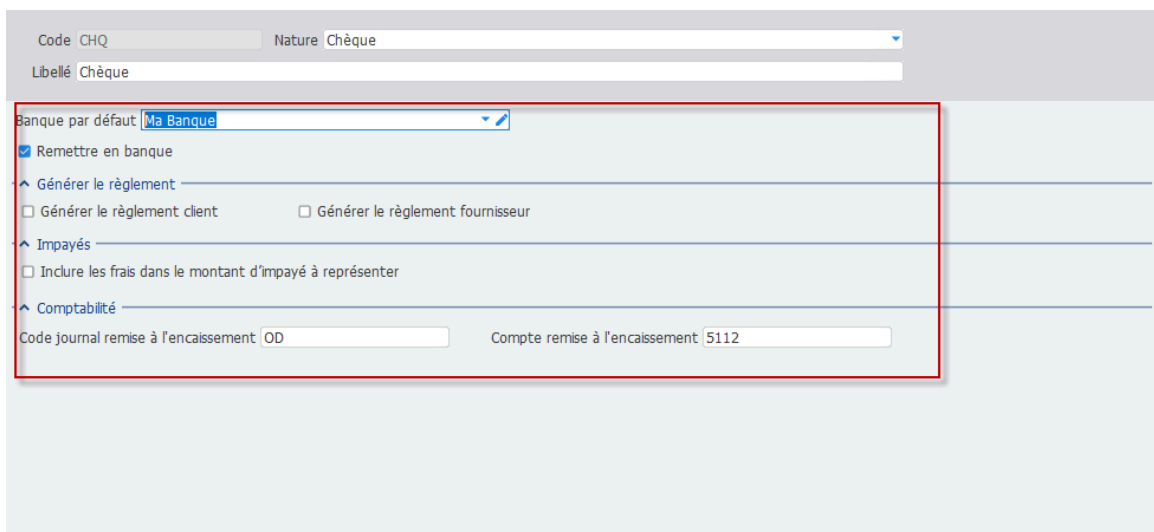 Code CHQ Nature Chèque
Libellé Chèque
Banque par défaut Ma Banque
Remettre en banque
Générer le règlement
Générer le règlement client Générer le règlement fournisseur
Impayés
Inclure les frais dans le montant d'impayé à représenter
Comptabilité
Code journal remise à l'encaissement OD Compte remise à l'encaissement 5112